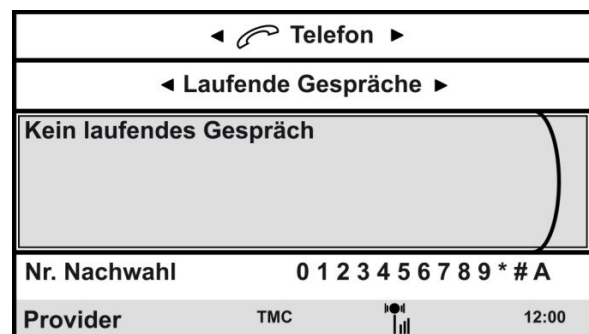 ◄ Telefon ►
◄ Laufende Gespräche ►
Kein laufendes Gespräch
Nr. Nachwahl 0 1 2 3 4 5 6 7 8 9 * # A
Provider TMC 12:00